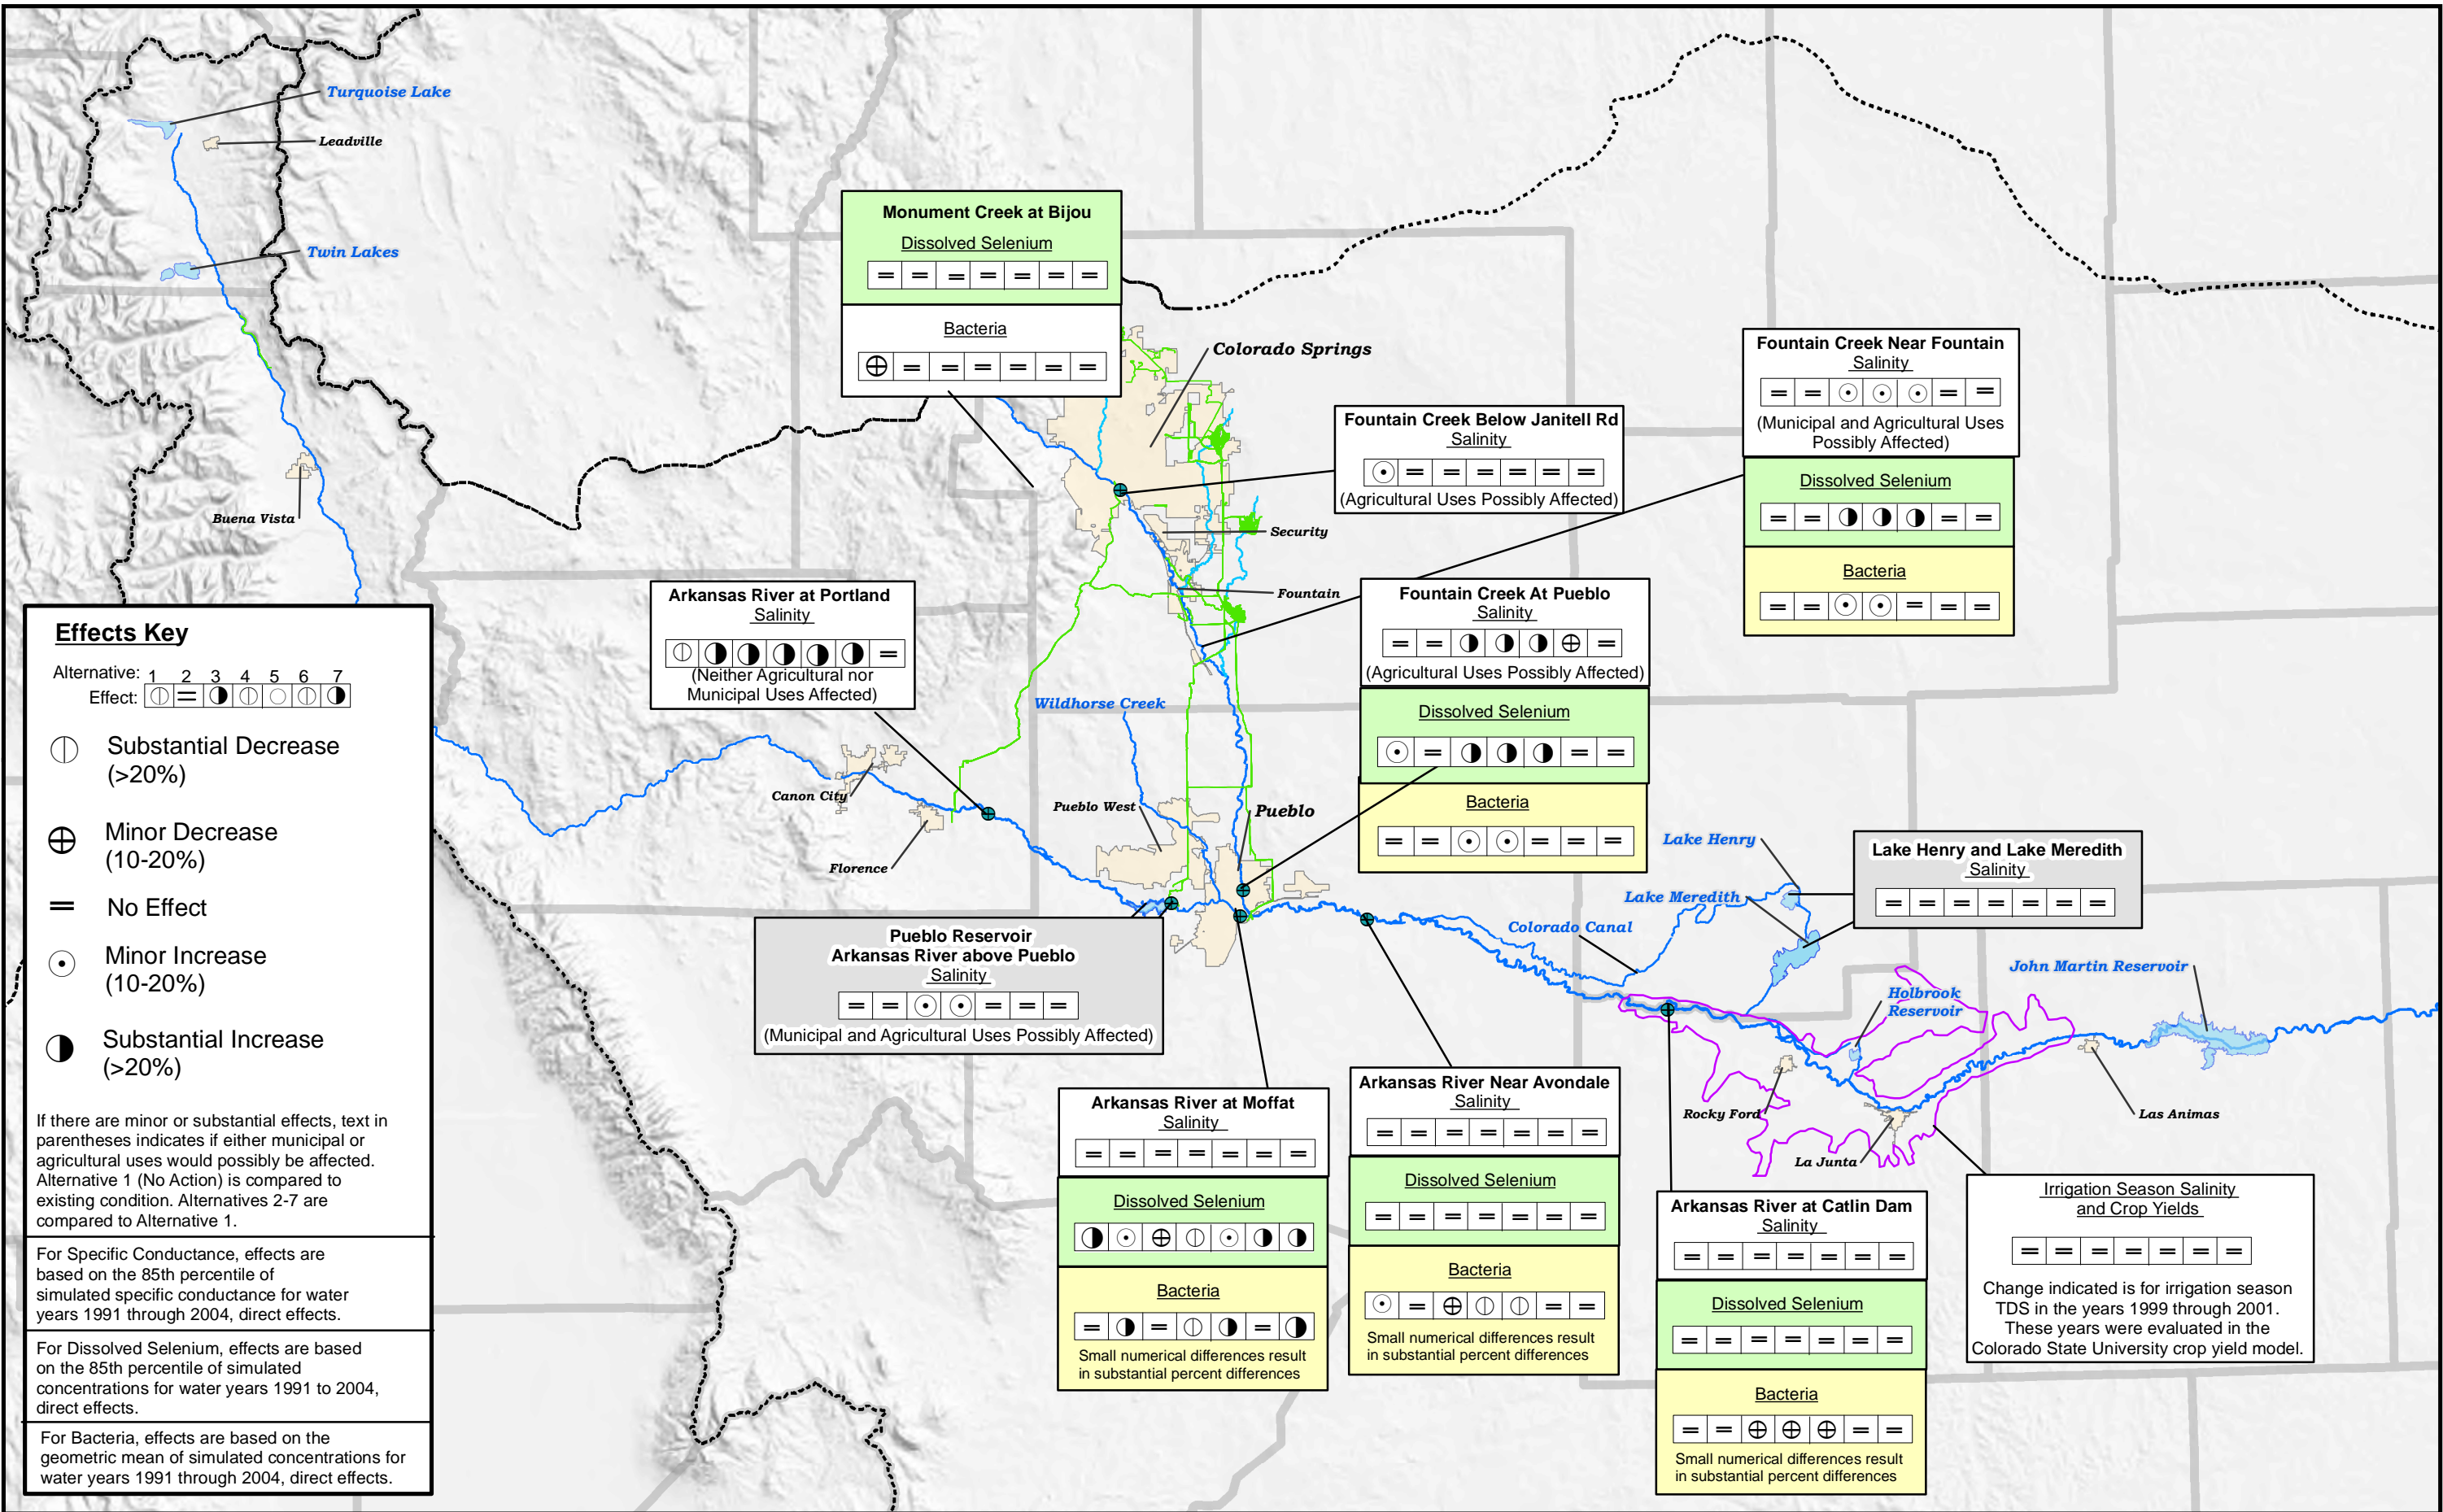 Turquoise Lake
Leadville
Twin Lakes
Buena Vista
Monument Creek at Bijou
Dissolved Selenium
= = = = = = =
Bacteria
⊕ = = = = = =
Colorado Springs
Fountain Creek Below Janitell Rd
Salinity
⊙ = = = = = =
(Agricultural Uses Possibly Affected)
Fountain Creek Near Fountain
Salinity
= = ⊙ ⊙ ⊙ = =
(Municipal and Agricultural Uses
Possibly Affected)
Dissolved Selenium
= = ◑ ◑ ◑ = =
Bacteria
= = ⊙ ⊙ = = =
Security
Fountain
Arkansas River at Portland
Salinity
⦶ ◑ ◑ ◑ ◑ ◑ =
(Neither Agricultural nor
Municipal Uses Affected)
Fountain Creek At Pueblo
Salinity
= = ◑ ◑ ◑ ⊕ =
(Agricultural Uses Possibly Affected)
Dissolved Selenium
⊙ = ◑ ◑ ◑ = =
Bacteria
= = ⊙ ⊙ = = =
Wildhorse Creek
Canon City
Florence
Pueblo West
Pueblo
Lake Henry
Lake Meredith
Colorado Canal
Lake Henry and Lake Meredith
Salinity
= = = = = = =
John Martin Reservoir
Holbrook
Reservoir
Rocky Ford
La Junta
Las Animas
Pueblo Reservoir
Arkansas River above Pueblo
Salinity
= = ⊙ ⊙ = = =
(Municipal and Agricultural Uses Possibly Affected)
Arkansas River at Moffat
Salinity
= = = = = = =
Dissolved Selenium
◑ ⊙ ⊕ ⦶ ⊙ ◑ ◑
Bacteria
= ◑ = ⦶ ◑ = ◑
Small numerical differences result
in substantial percent differences
Arkansas River Near Avondale
Salinity
= = = = = = =
Dissolved Selenium
= = = = = = =
Bacteria
⊙ = ⊕ ⦶ ⦶ = =
Small numerical differences result
in substantial percent differences
Arkansas River at Catlin Dam
Salinity
= = = = = = =
Dissolved Selenium
= = = = = = =
Bacteria
= = ⊕ ⊕ ⊕ = =
Small numerical differences result
in substantial percent differences
Irrigation Season Salinity
and Crop Yields
= = = = = = =
Change indicated is for irrigation season
TDS in the years 1999 through 2001.
These years were evaluated in the
Colorado State University crop yield model.
Effects Key
Alternative: 1 2 3 4 5 6 7
Effect: ⦶ = ◑ ⦶ ○ ⦶ ◑
⦶ Substantial Decrease
(>20%)
⊕ Minor Decrease
(10-20%)
= No Effect
⊙ Minor Increase
(10-20%)
◑ Substantial Increase
(>20%)
If there are minor or substantial effects, text in
parentheses indicates if either municipal or
agricultural uses would possibly be affected.
Alternative 1 (No Action) is compared to
existing condition. Alternatives 2-7 are
compared to Alternative 1.
For Specific Conductance, effects are
based on the 85th percentile of
simulated specific conductance for water
years 1991 through 2004, direct effects.
For Dissolved Selenium, effects are based
on the 85th percentile of simulated
concentrations for water years 1991 to 2004,
direct effects.
For Bacteria, effects are based on the
geometric mean of simulated concentrations for
water years 1991 through 2004, direct effects.